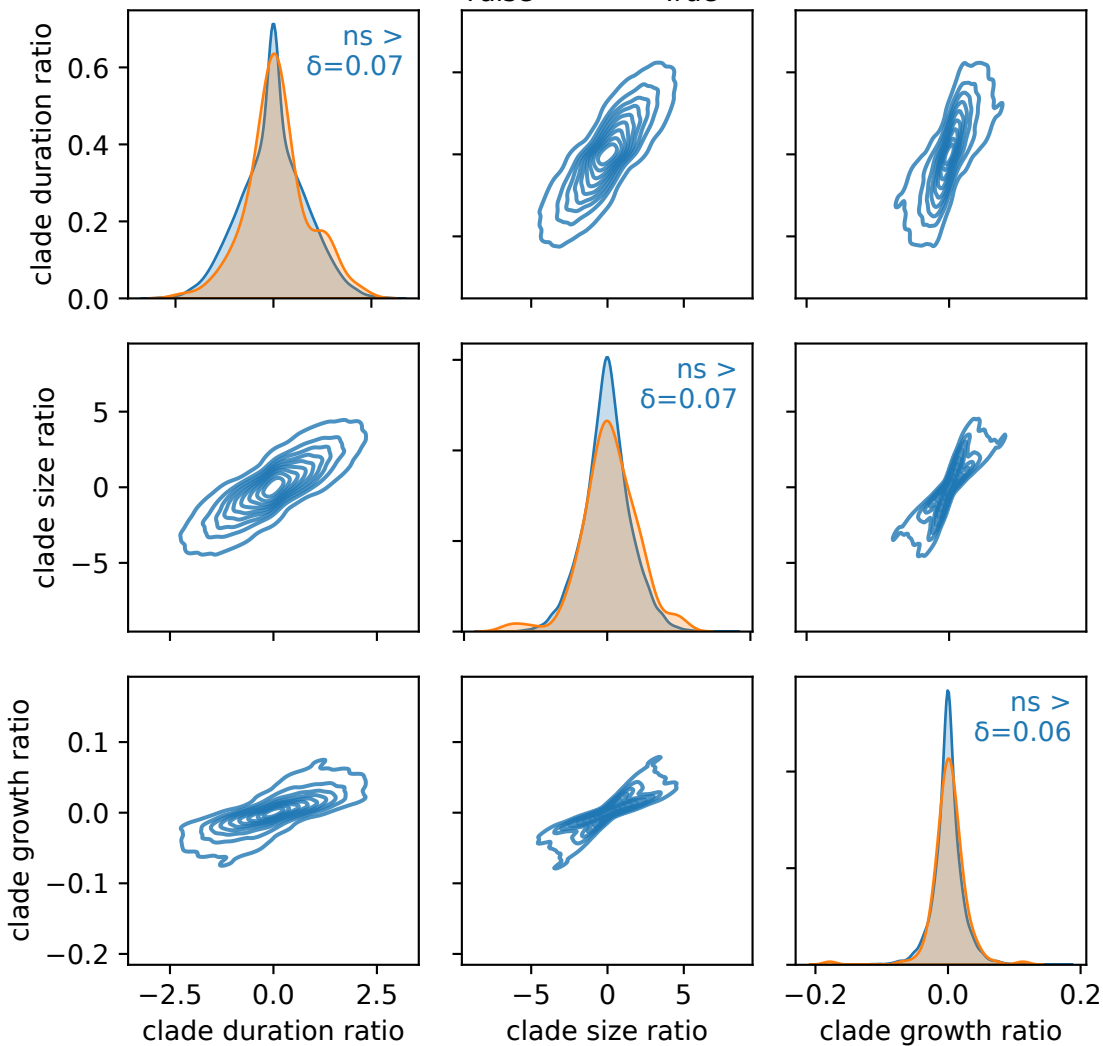 clade duration ratio
0.6
0.4
0.2
0.0
ns >
δ=0.07
clade size ratio
5
0
−5
ns >
δ=0.07
clade growth ratio
0.1
0.0
−0.1
−0.2
ns >
δ=0.06
−2.5 0.0 2.5
−5 0 5
−0.2 0.0 0.2
clade duration ratio
clade size ratio
clade growth ratio